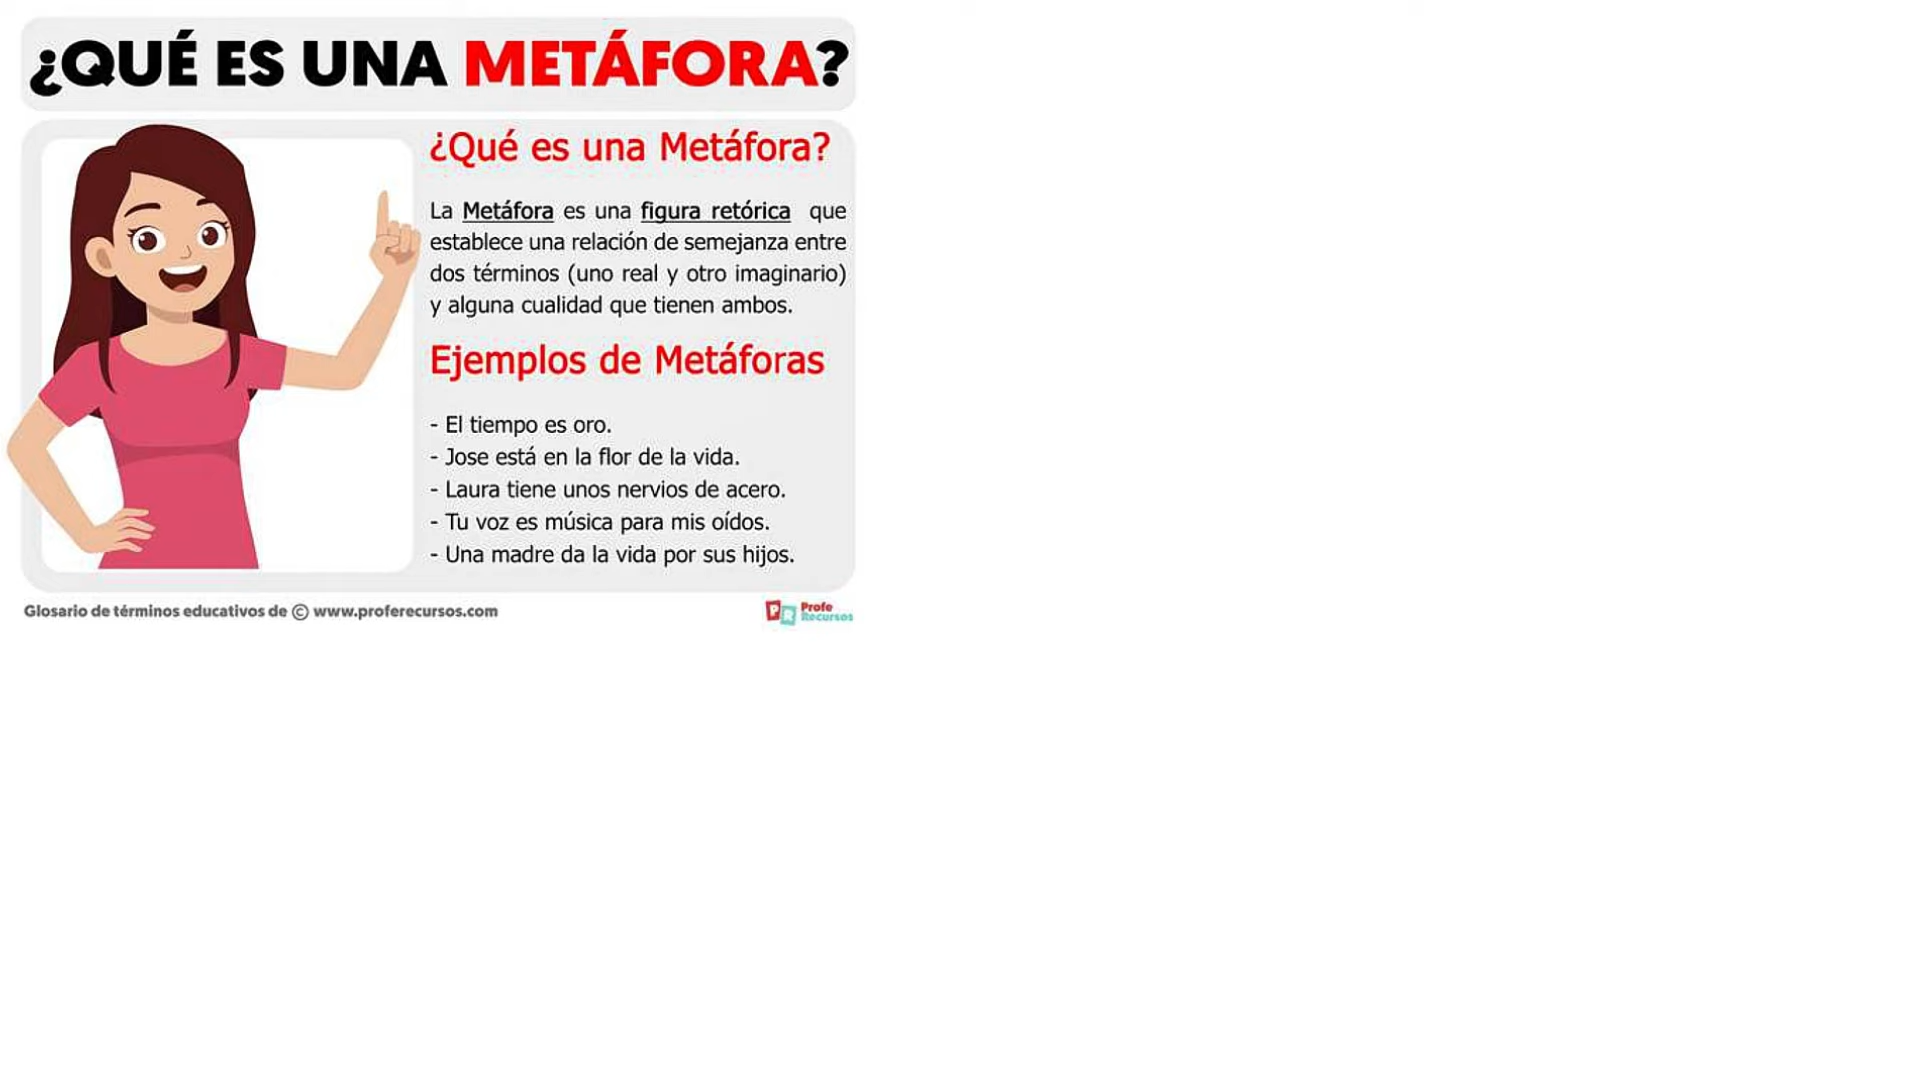 ¿QUÉ ES UNA METÁFORA?
¿Qué es una Metáfora?
La Metáfora es una figura retórica que
establece una relación de semejanza entre
dos términos (uno real y otro imaginario)
y alguna cualidad que tienen ambos.
Ejemplos de Metáforas
- El tiempo es oro.
- Jose está en la flor de la vida.
- Laura tiene unos nervios de acero.
- Tu voz es música para mis oídos.
- Una madre da la vida por sus hijos.
Glosario de términos educativos de © www.proferecursos.com
PR Profe
Recursos